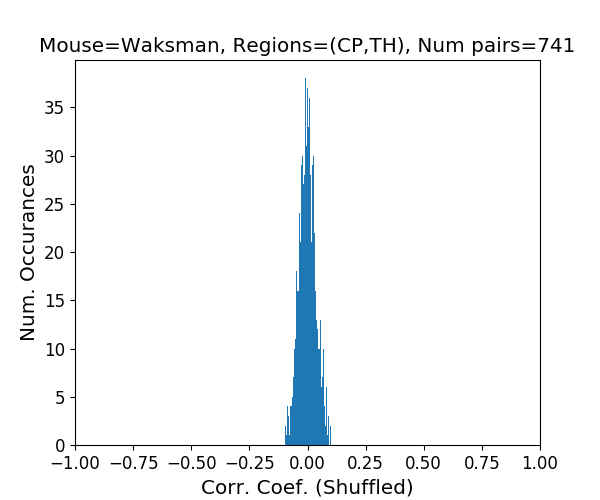 Mouse=Waksman, Regions=(CP,TH), Num pairs=741
Num. Occurances
35
30
25
20
15
10
5
0
−1.00 −0.75 −0.50 −0.25 0.00 0.25 0.50 0.75 1.00
Corr. Coef. (Shuffled)